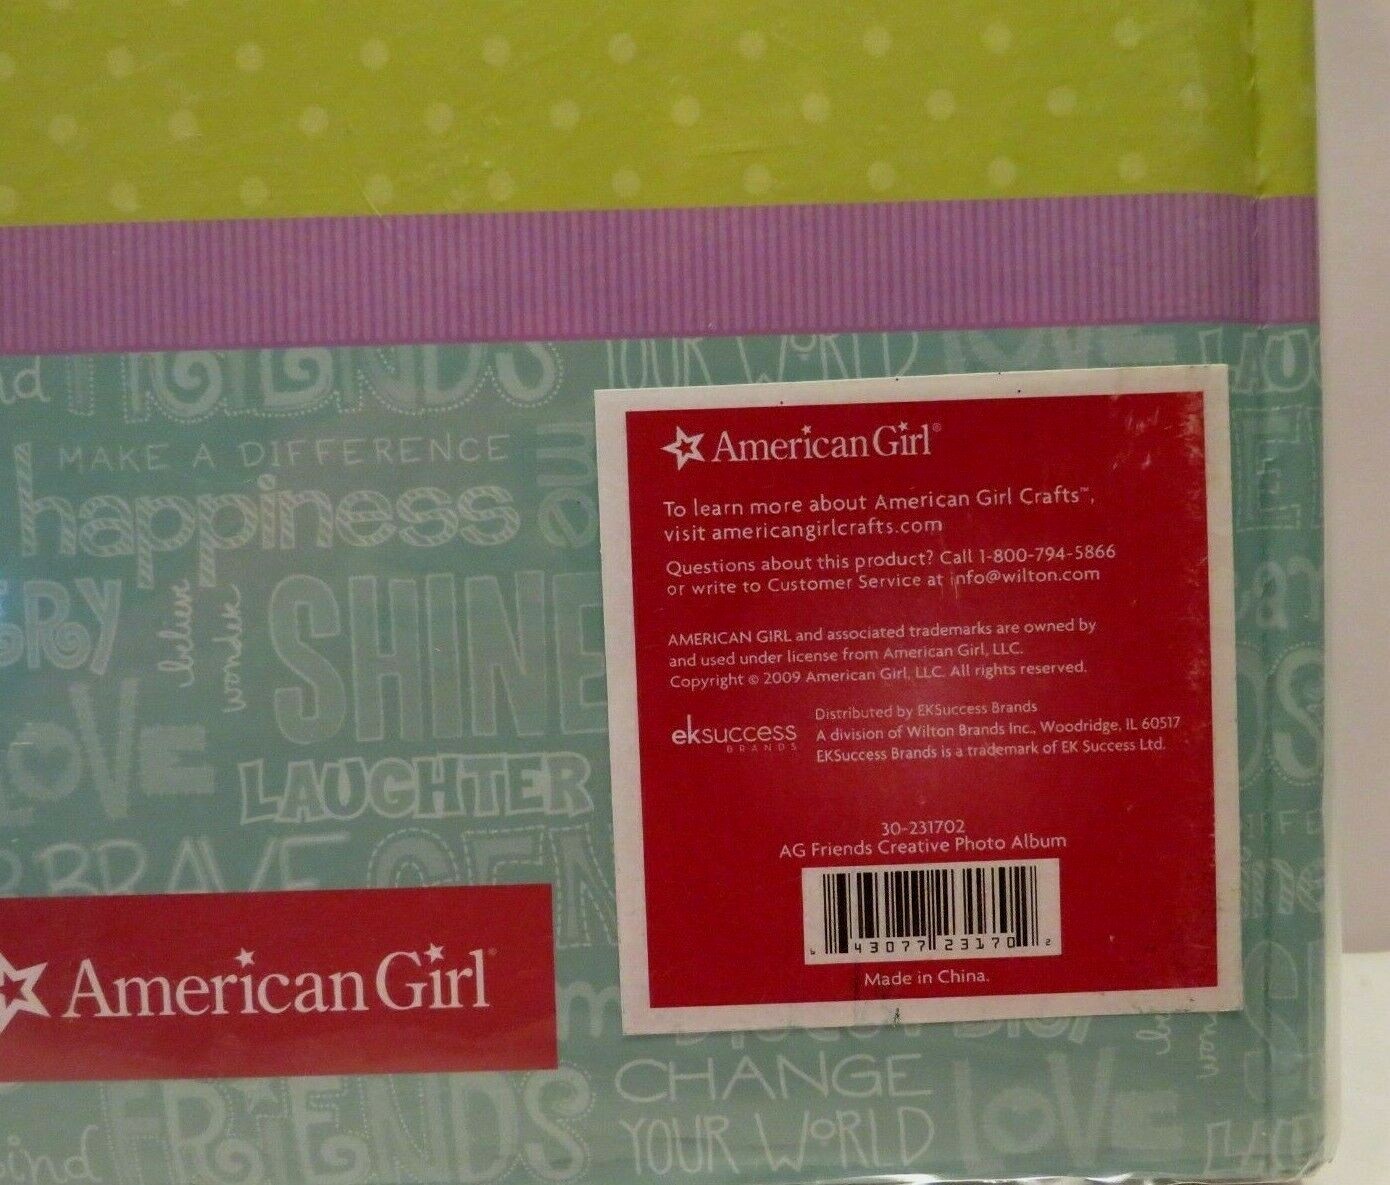 FRIENDS YOUR WORLD LOVE
MAKE A DIFFERENCE
happiness
me
believe
wonder
SHINE
LOVE
LAUGHTER
BRAVE
American Girl
FRIENDS
CHANGE
YOUR WORLD
LOVE
American Girl®
To learn more about American Girl Crafts™,
visit americangirlcrafts.com
Questions about this product? Call 1-800-794-5866
or write to Customer Service at info@wilton.com
AMERICAN GIRL and associated trademarks are owned by
and used under license from American Girl, LLC.
Copyright © 2009 American Girl, LLC. All rights reserved.
eksuccess
BRANDS
Distributed by EKSuccess Brands
A division of Wilton Brands Inc., Woodridge, IL 60517
EKSuccess Brands is a trademark of EK Success Ltd.
30-231702
AG Friends Creative Photo Album
6 43077 23170 2
Made in China.